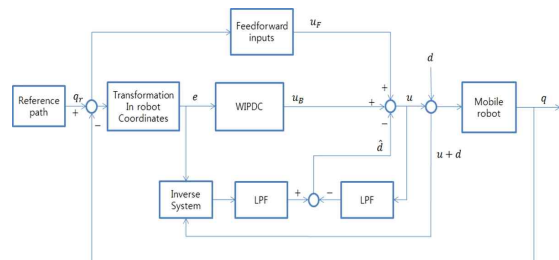 Feedforward
inputs
u_F
d
Reference
path
q_r
+
−
Transformation
In robot
Coordinates
e
WIPDC
u_B
+
+
−
u
Mobile
robot
q
d̂
u + d
Inverse
System
LPF
+
−
LPF